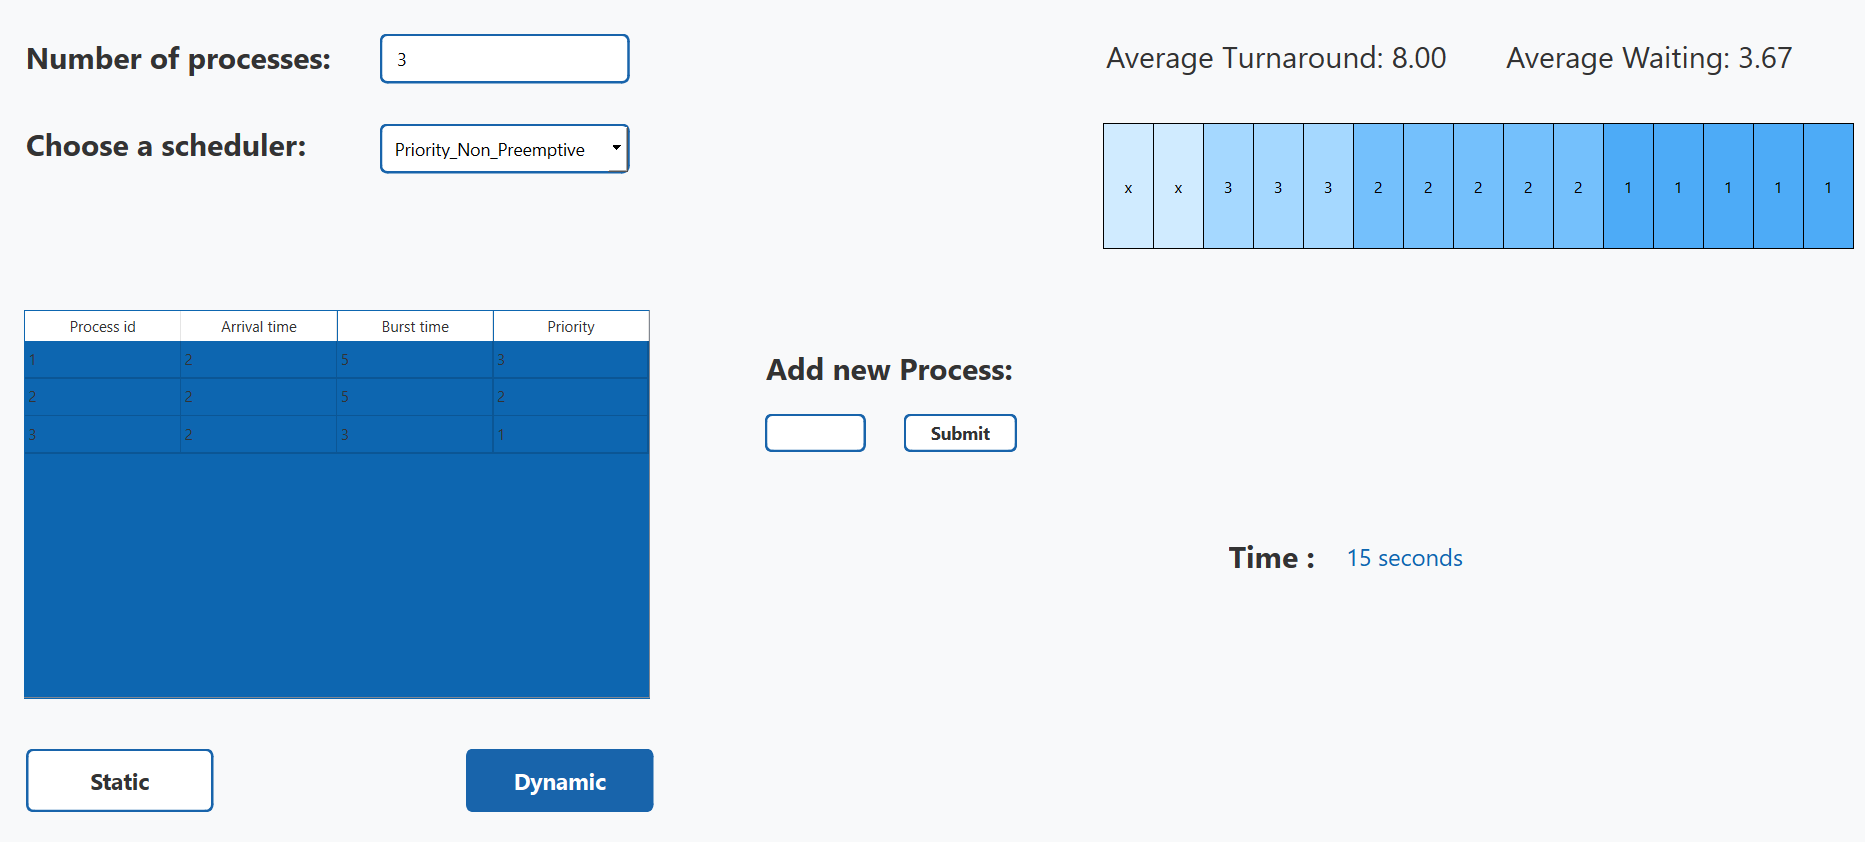 Number of processes: 3
Average Turnaround: 8.00 Average Waiting: 3.67
Choose a scheduler: Priority_Non_Preemptive
x x 3 3 3 2 2 2 2 2 1 1 1 1 1
Process id Arrival time Burst time Priority
1 2 5 3
2 2 5 2
3 2 3 1
Add new Process:
Submit
Time : 15 seconds
Static Dynamic